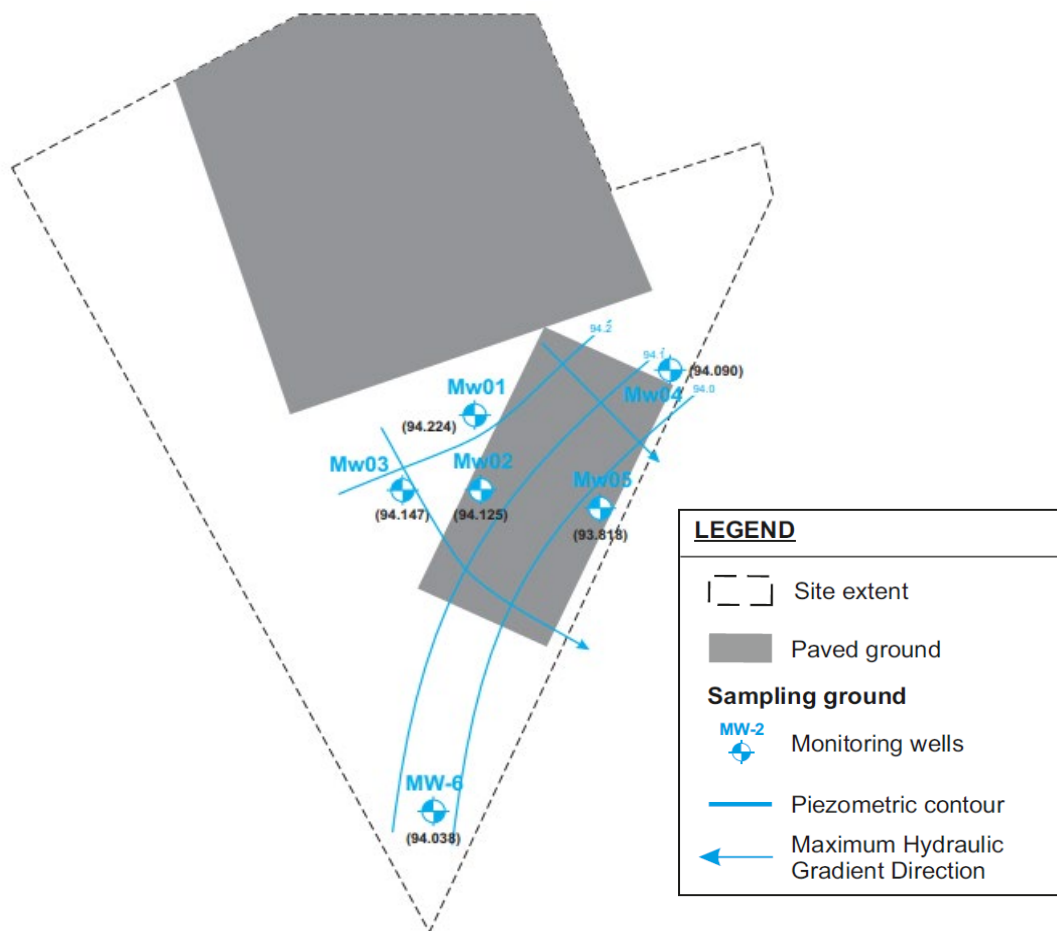 94.2
94.1
(94.090)
Mw04
94.0
Mw01
(94.224)
Mw03
Mw02
Mw05
(94.147)
(94.125)
(93.818)
MW-6
(94.038)
LEGEND
Site extent
Paved ground
Sampling ground
MW-2
Monitoring wells
Piezometric contour
Maximum Hydraulic
Gradient Direction